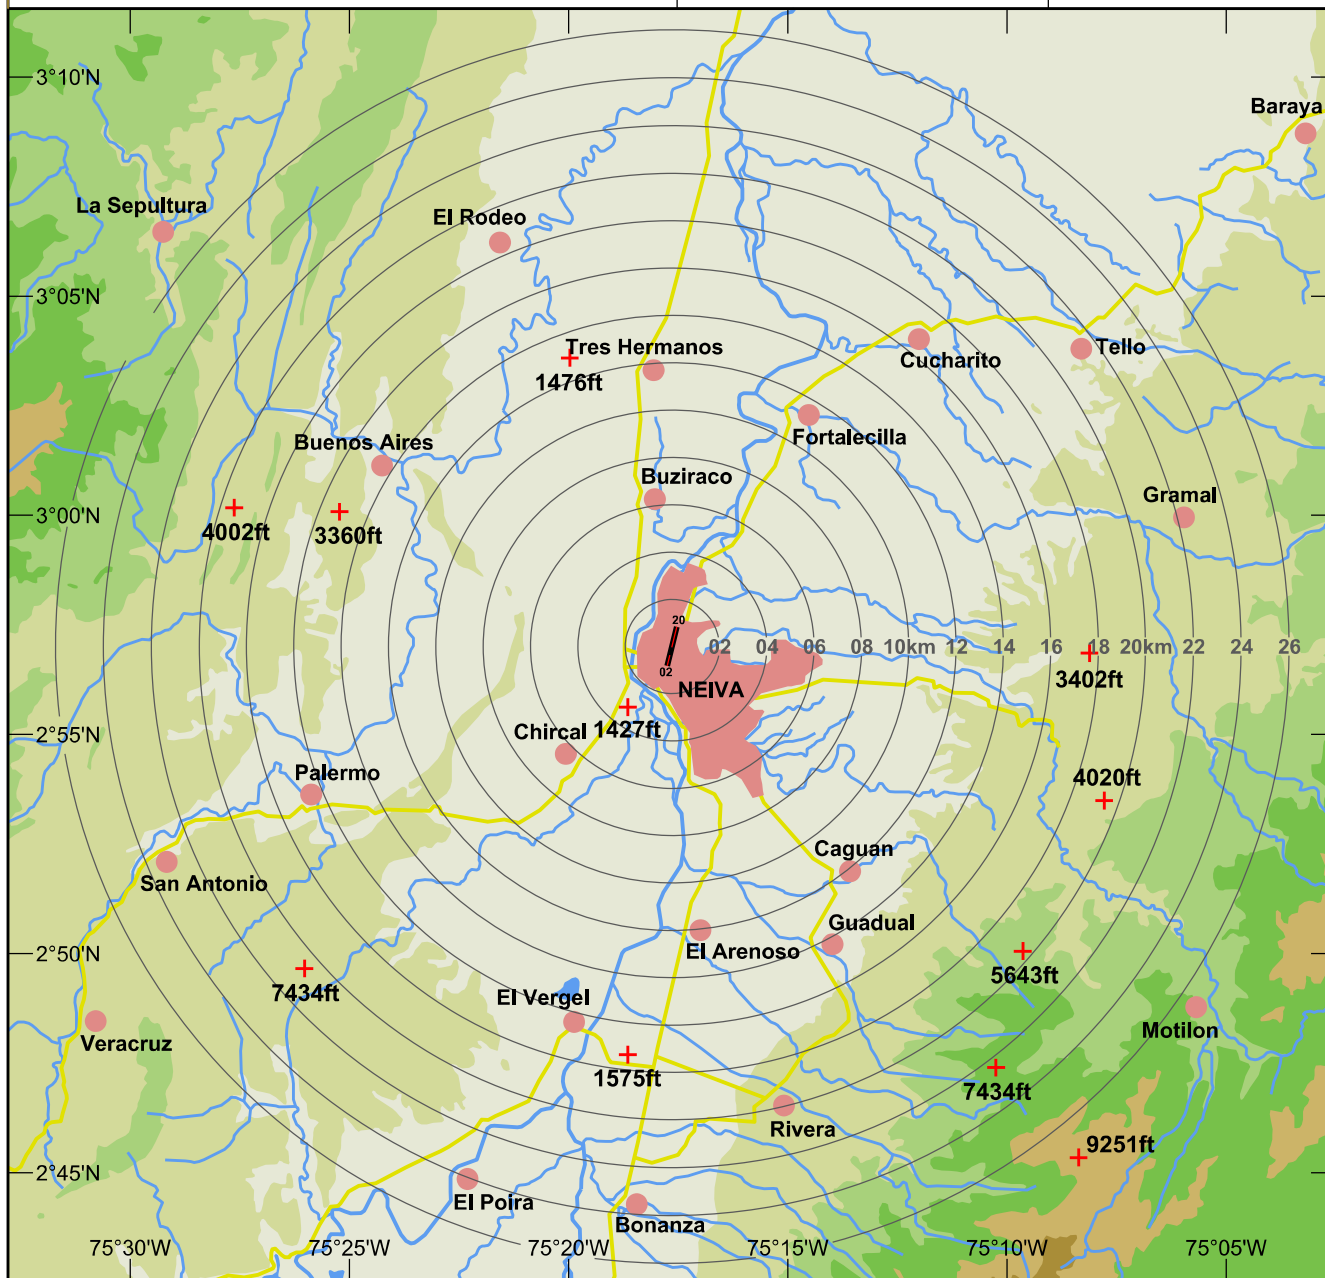 3°10'N
Baraya
La Sepultura
El Rodeo
3°05'N
Tres Hermanos
Cucharito
Tello
1476ft
Buenos Aires
Fortalecilla
Buziraco
Gramal
3°00'N
4002ft
3360ft
20
02 04 06 08 10km 12 14 16 18 20km 22 24 26
02
3402ft
NEIVA
Chircal
1427ft
2°55'N
Palermo
4020ft
Caguan
San Antonio
Guadual
El Arenoso
2°50'N
5643ft
7434ft
El Vergel
Motilon
Veracruz
1575ft
7434ft
Rivera
9251ft
2°45'N
El Poira
Bonanza
75°30'W 75°25'W 75°20'W 75°15'W 75°10'W 75°05'W